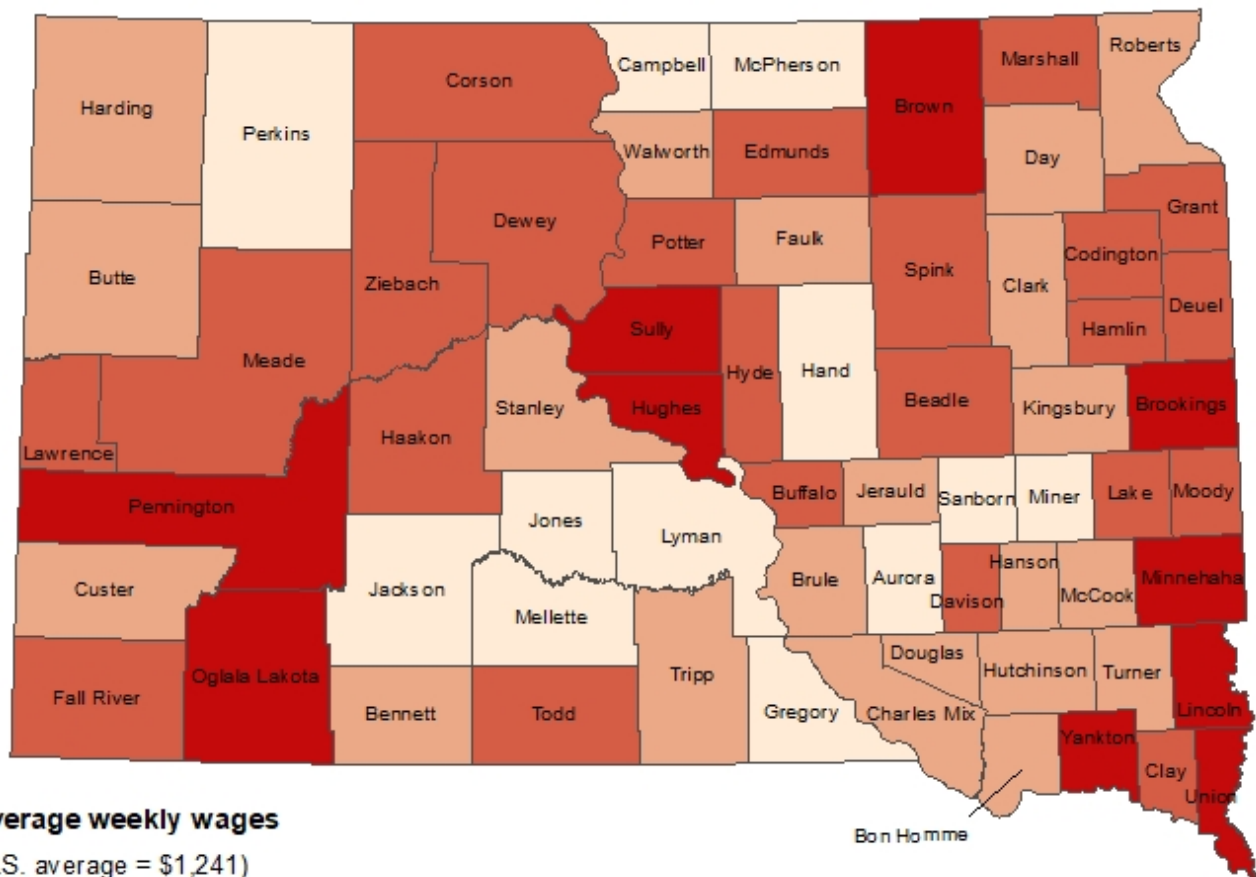 Roberts
Marshall
Campbell
McPherson
Corson
Harding
Brown
Perkins
Walworth
Edmunds
Day
Grant
Dewey
Potter
Faulk
Codington
Spink
Butte
Ziebach
Clark
Deuel
Sully
Hamlin
Meade
Hyde
Hand
Beadle
Brookings
Stanley
Hughes
Kingsbury
Haakon
Lawrence
Buffalo
Jerauld
Sanborn
Miner
Lake
Moody
Pennington
Jones
Lyman
Hanson
Custer
Jackson
Brule
Aurora
Minnehaha
Davison
McCook
Mellette
Douglas
Oglala Lakota
Tripp
Hutchinson
Turner
Fall River
Bennett
Todd
Gregory
Charles Mix
Lincoln
Yankton
Clay
Union
Bon Homme
verage weekly wages
.S. average = $1,241)